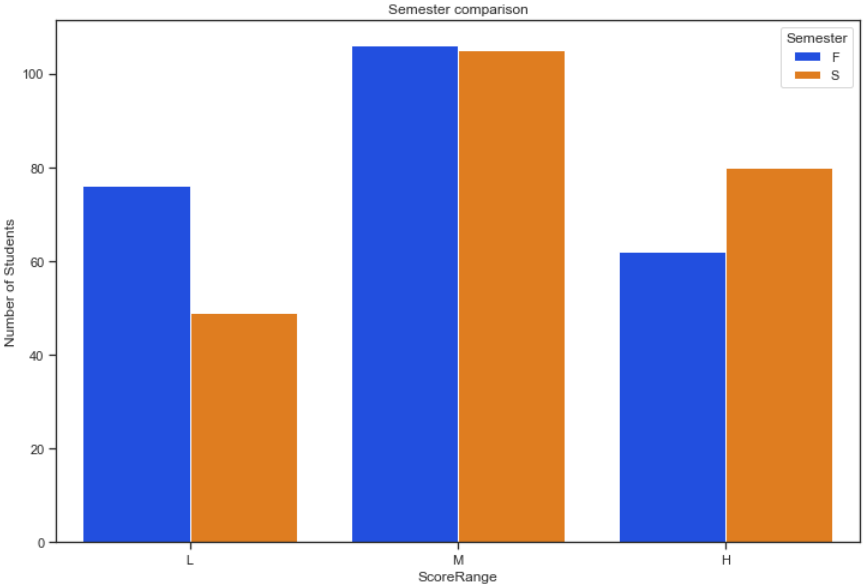 Semester comparison
Semester
F
S
100
80
60
40
20
0
Number of Students
L M H
ScoreRange